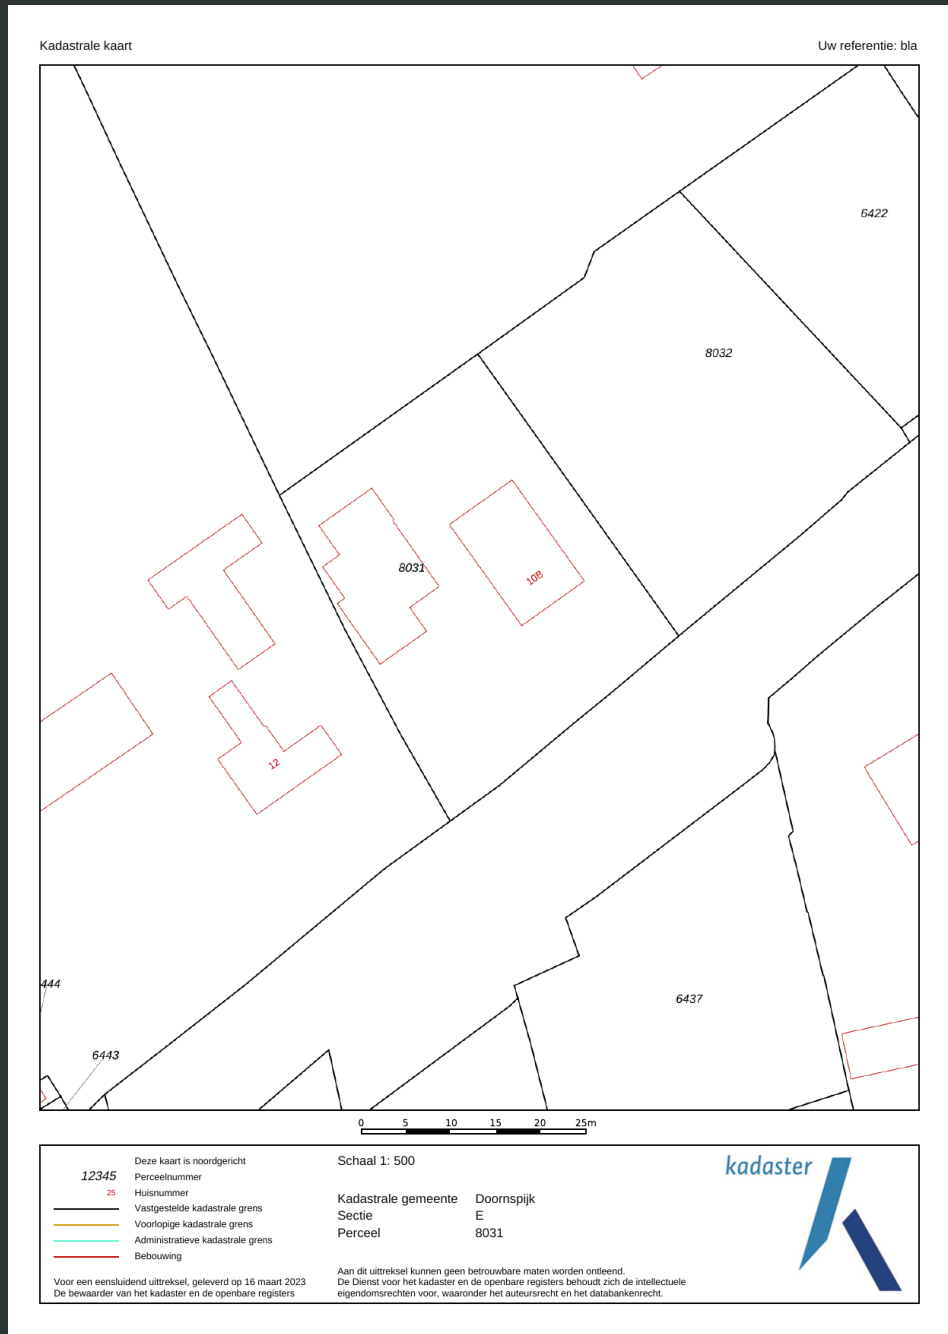 Kadastrale kaart
Uw referentie: bla
6422
8032
8031
10B
12
444
6443
6437
0 5 10 15 20 25m
12345
25
Deze kaart is noordgericht
Perceelnummer
Huisnummer
Vastgestelde kadastrale grens
Voorlopige kadastrale grens
Administratieve kadastrale grens
Bebouwing
Voor een eensluidend uittreksel, geleverd op 16 maart 2023
De bewaarder van het kadaster en de openbare registers
Schaal 1: 500
Kadastrale gemeente Doornspijk
Sectie E
Perceel 8031
Aan dit uittreksel kunnen geen betrouwbare maten worden ontleend.
De Dienst voor het kadaster en de openbare registers behoudt zich de intellectuele
eigendomsrechten voor, waaronder het auteursrecht en het databankenrecht.
kadaster